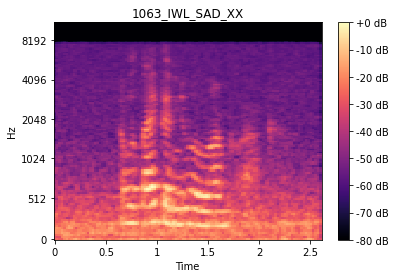 1063_IWL_SAD_XX
+0 dB
8192
-10 dB
4096
-20 dB
-30 dB
2048
Hz
-40 dB
1024
-50 dB
512
-60 dB
-70 dB
0
-80 dB
0
0.5
1
1.5
2
2.5
Time